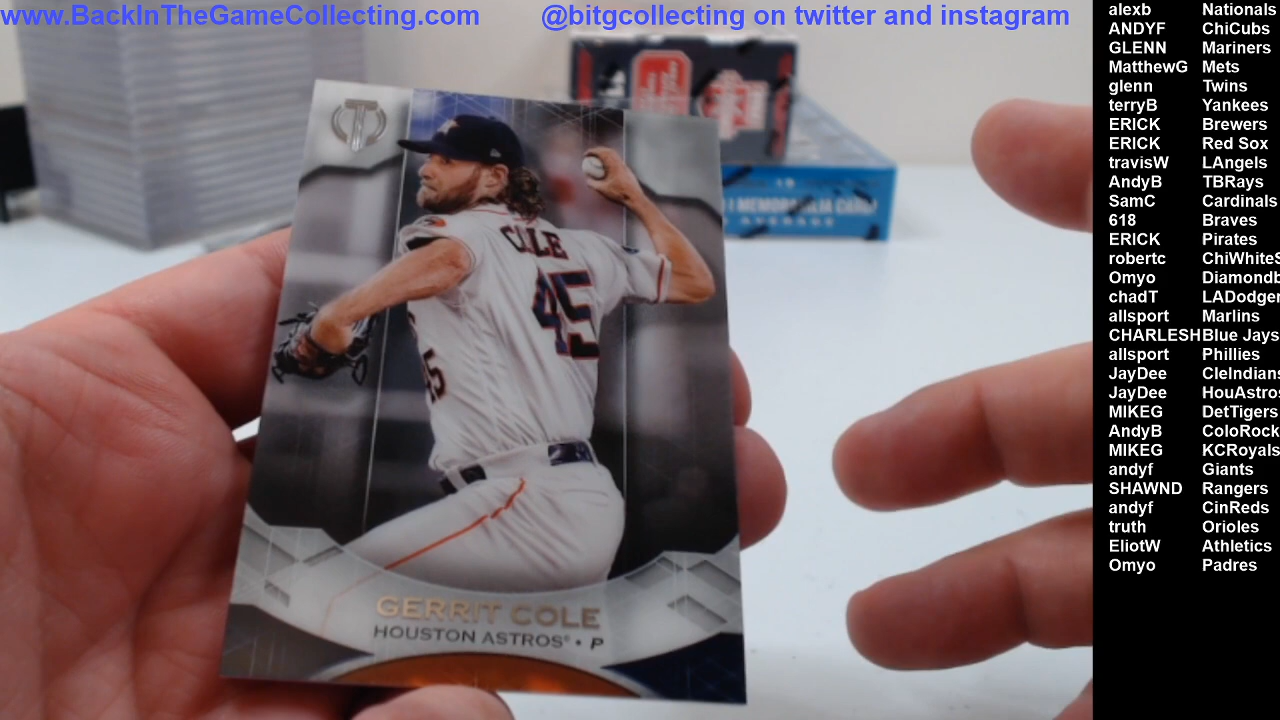 www.BackInTheGameCollecting.com @bitgcollecting on twitter and instagram
alexb Nationals
ANDYF ChiCubs
GLENN Mariners
MatthewG Mets
glenn Twins
terryB Yankees
ERICK Brewers
ERICK Red Sox
travisW LAngels
AndyB TBRays
SamC Cardinals
618 Braves
ERICK Pirates
robertc ChiWhiteS
Omyo Diamondb
chadT LADodger
allsport Marlins
CHARLESH Blue Jays
allsport Phillies
JayDee CleIndians
JayDee HouAstros
MIKEG DetTigers
AndyB ColoRock
MIKEG KCRoyals
andyf Giants
SHAWND Rangers
andyf CinReds
truth Orioles
EliotW Athletics
Omyo Padres
T
COLE
45
45
GERRIT COLE
HOUSTON ASTROS® • P
MEMORABILIA CARD